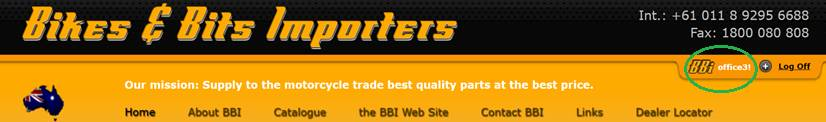 Bikes & Bits Importers
Int.: +61 011 8 9295 6688
Fax: 1800 080 808
BBi office3! Log Off
Our mission: Supply to the motorcycle trade best quality parts at the best price.
Home About BBI Catalogue the BBI Web Site Contact BBI Links Dealer Locator